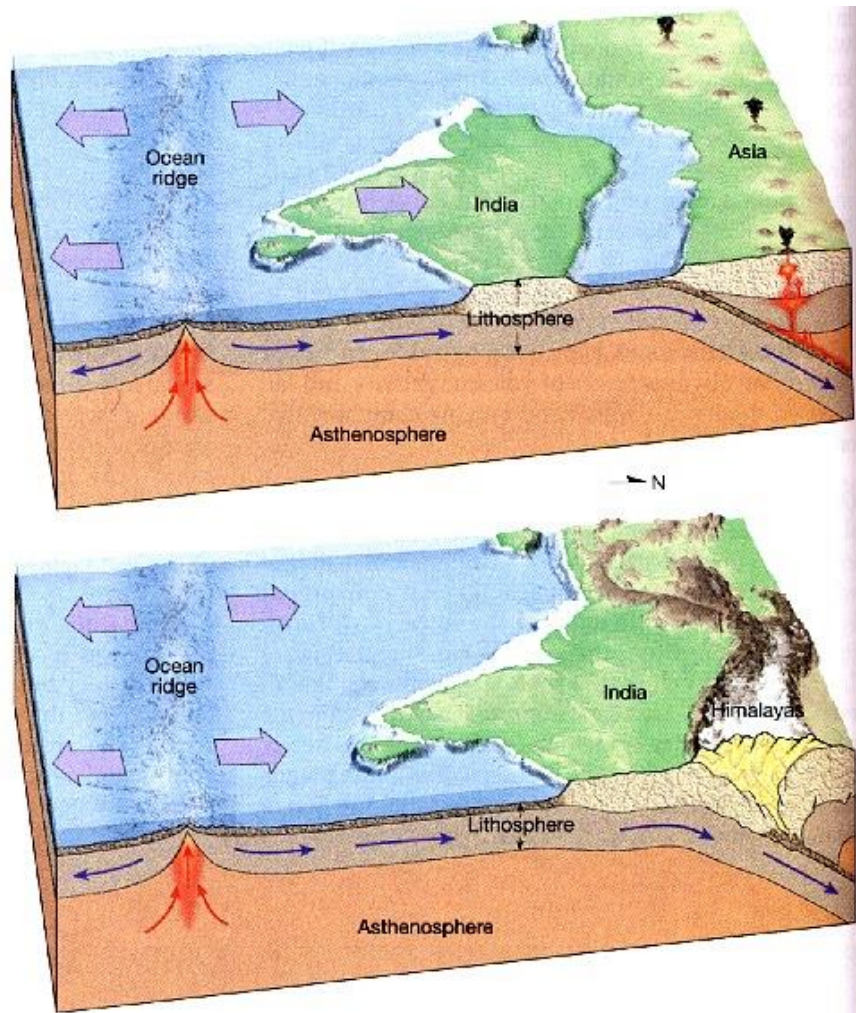 Ocean
ridge
India
Asia
Lithosphere
Asthenosphere
N
Ocean
ridge
India
Himalayas
Lithosphere
Asthenosphere